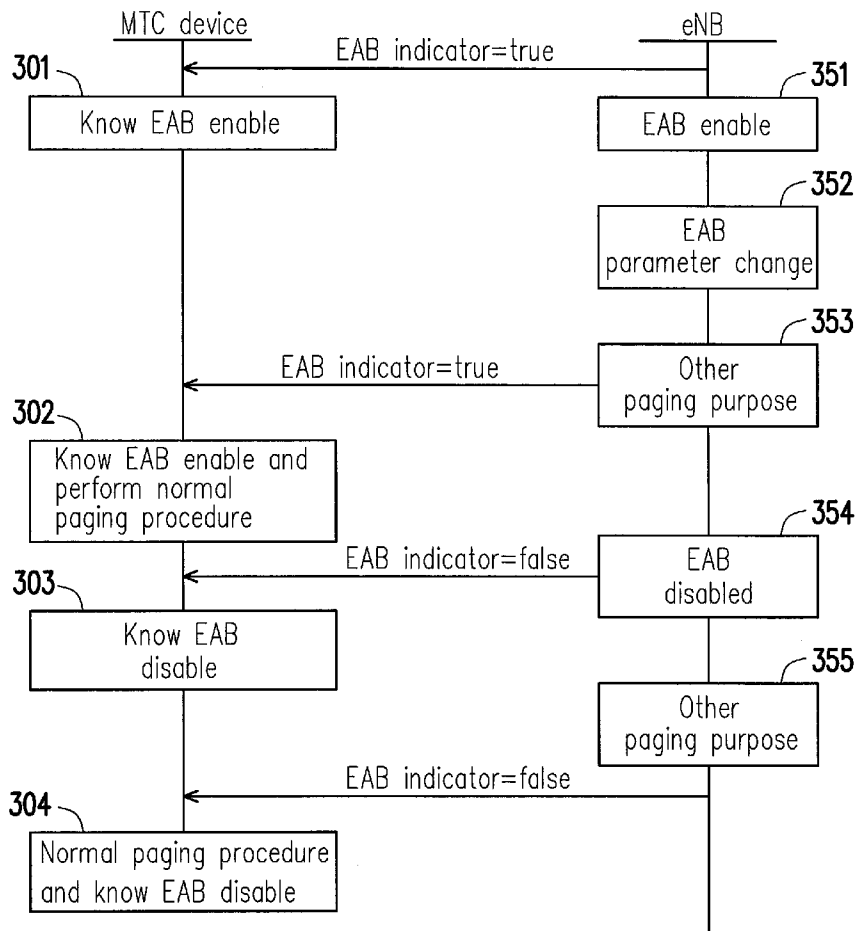 MTC device
eNB
EAB indicator=true
301
351
Know EAB enable
EAB enable
352
EAB
parameter change
353
EAB indicator=true
Other
paging purpose
302
Know EAB enable and
perform normal
paging procedure
354
EAB indicator=false
EAB
disabled
303
Know EAB
disable
355
Other
paging purpose
EAB indicator=false
304
Normal paging procedure
and know EAB disable